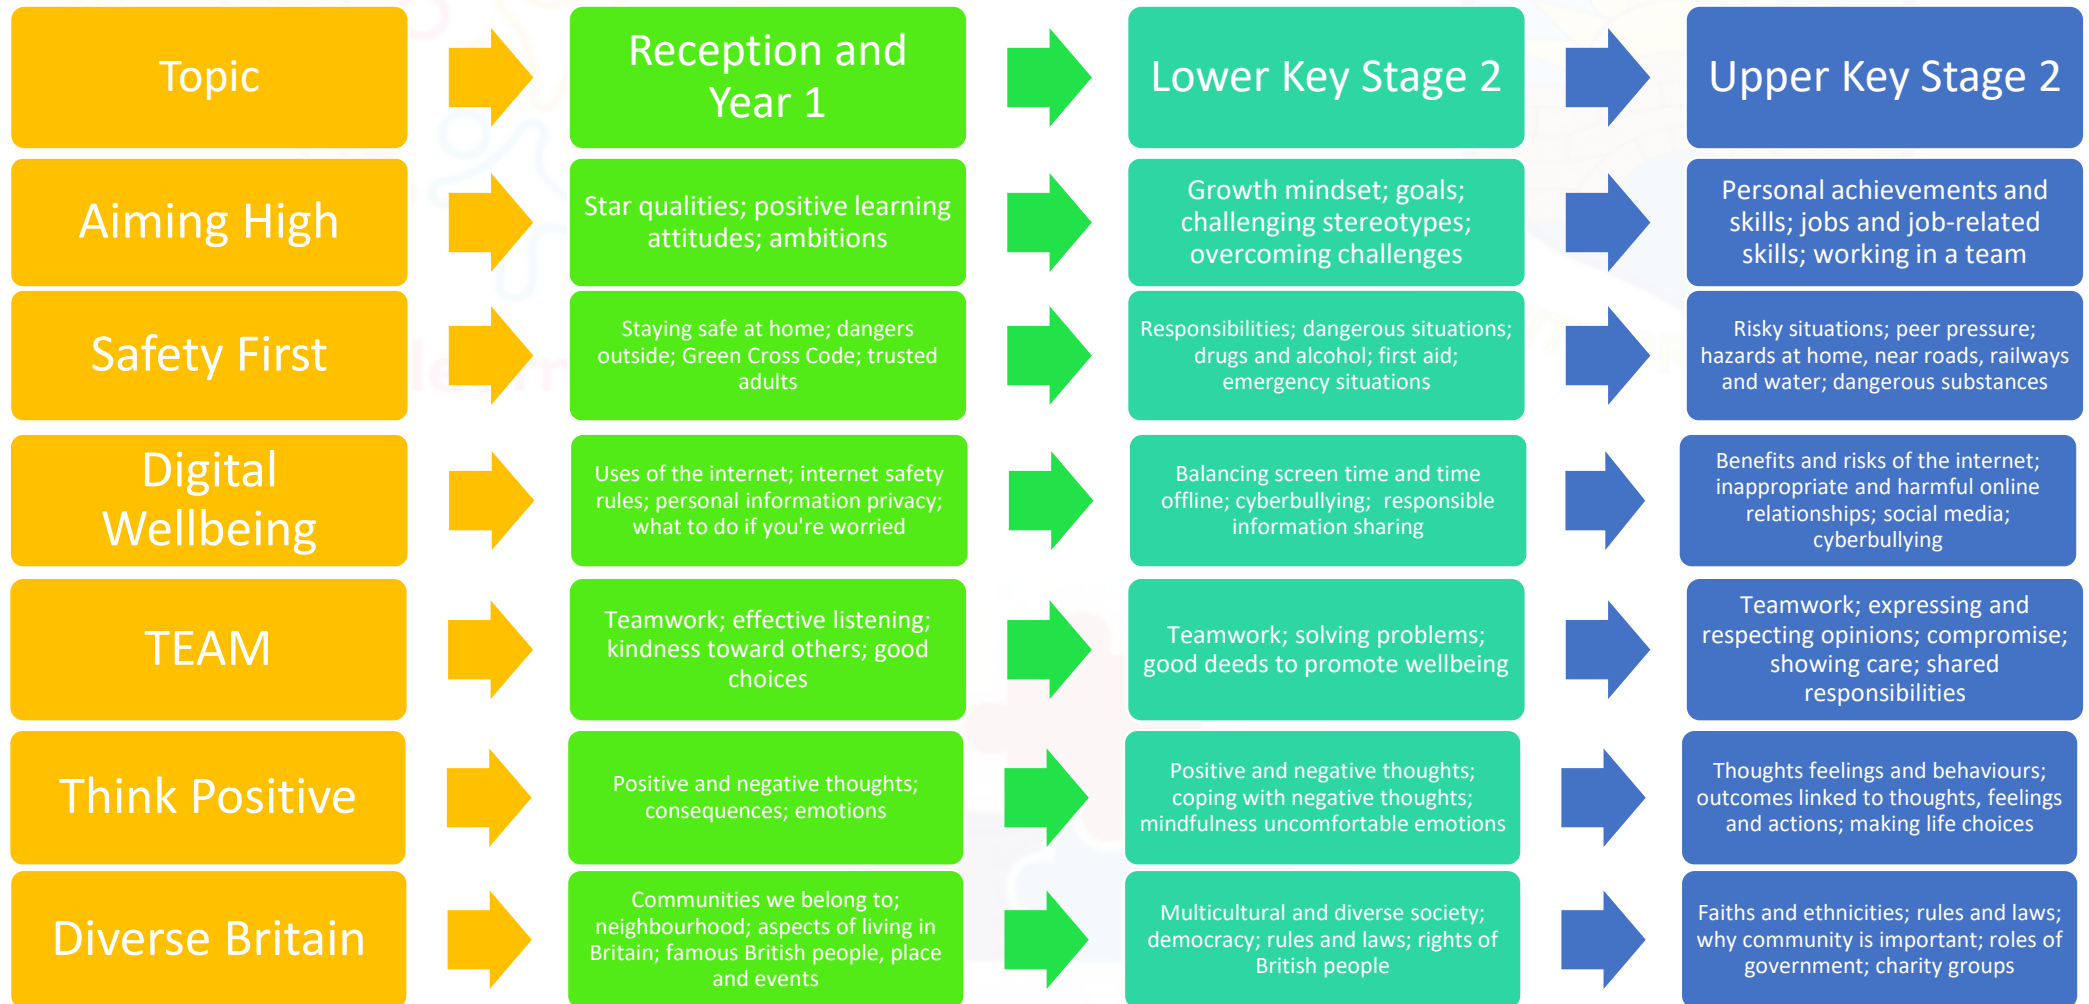 Topic
Reception and
Year 1
Lower Key Stage 2
Upper Key Stage 2
Aiming High
Star qualities; positive learning
attitudes; ambitions
Growth mindset; goals;
challenging stereotypes;
overcoming challenges
Personal achievements and
skills; jobs and job-related
skills; working in a team
Safety First
Staying safe at home; dangers
outside; Green Cross Code; trusted
adults
Responsibilities; dangerous situations;
drugs and alcohol; first aid;
emergency situations
Risky situations; peer pressure;
hazards at home, near roads, railways
and water; dangerous substances
Digital
Wellbeing
Uses of the internet; internet safety
rules; personal information privacy;
what to do if you're worried
Balancing screen time and time
offline; cyberbullying;  responsible
information sharing
Benefits and risks of the internet;
inappropriate and harmful online
relationships; social media;
cyberbullying
TEAM
Teamwork; effective listening;
kindness toward others; good
choices
Teamwork; solving problems;
good deeds to promote wellbeing
Teamwork; expressing and
respecting opinions; compromise;
showing care; shared
responsibilities
Think Positive
Positive and negative thoughts;
consequences; emotions
Positive and negative thoughts;
coping with negative thoughts;
mindfulness uncomfortable emotions
Thoughts feelings and behaviours;
outcomes linked to thoughts, feelings
and actions; making life choices
Diverse Britain
Communities we belong to;
neighbourhood; aspects of living in
Britain; famous British people, place
and events
Multicultural and diverse society;
democracy; rules and laws; rights of
British people
Faiths and ethnicities; rules and laws;
why community is important; roles of
government; charity groups